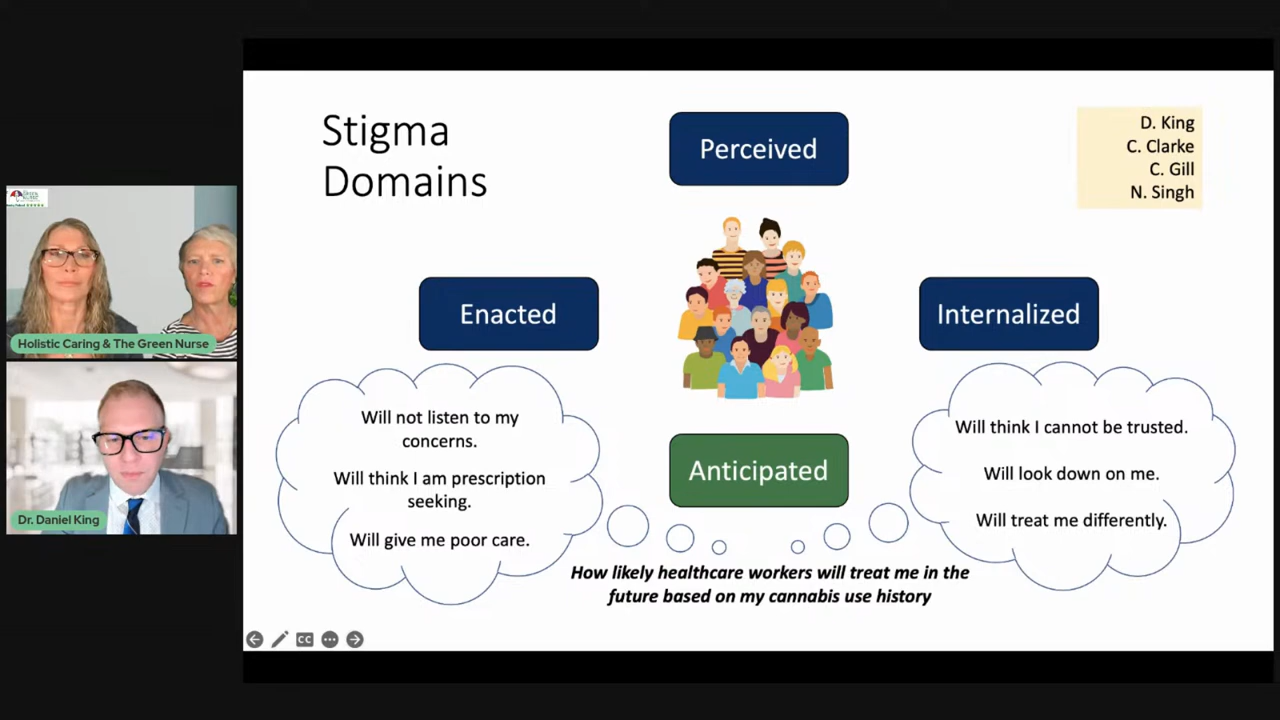 Stigma
Domains
Perceived
D. King
C. Clarke
C. Gill
N. Singh
Enacted
Internalized
Will not listen to my
concerns.
Will think I am prescription
seeking.
Will give me poor care.
Anticipated
Will think I cannot be trusted.
Will look down on me.
Will treat me differently.
How likely healthcare workers will treat me in the
future based on my cannabis use history
Holistic Caring & The Green Nurse
Dr. Daniel King
CC